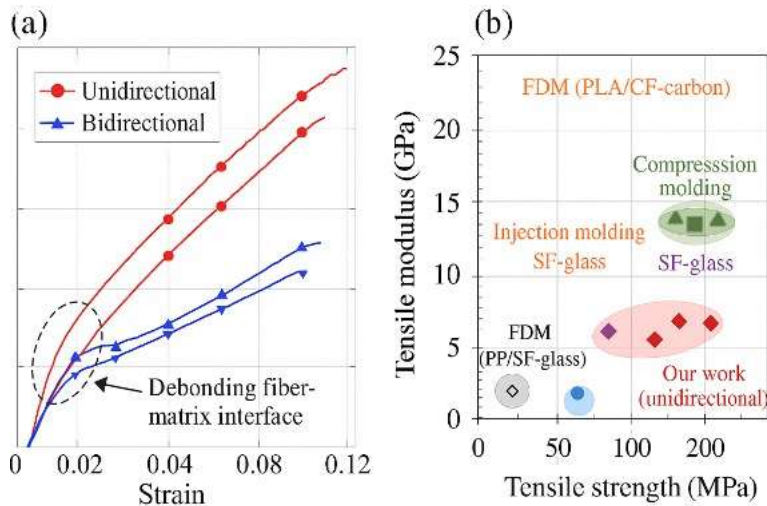 (a)
Unidirectional
Bidirectional
Debonding fiber-
matrix interface
0
0.02
0.04
0.08
0.12
Strain
(b)
Tensile modulus (GPa)
25
20
15
10
5
0
FDM (PLA/CF-carbon)
Compresssion
molding
Injection molding
SF-glass
SF-glass
FDM
(PP/SF-glass)
Our work
(unidirectional)
0
50
100
200
Tensile strength (MPa)